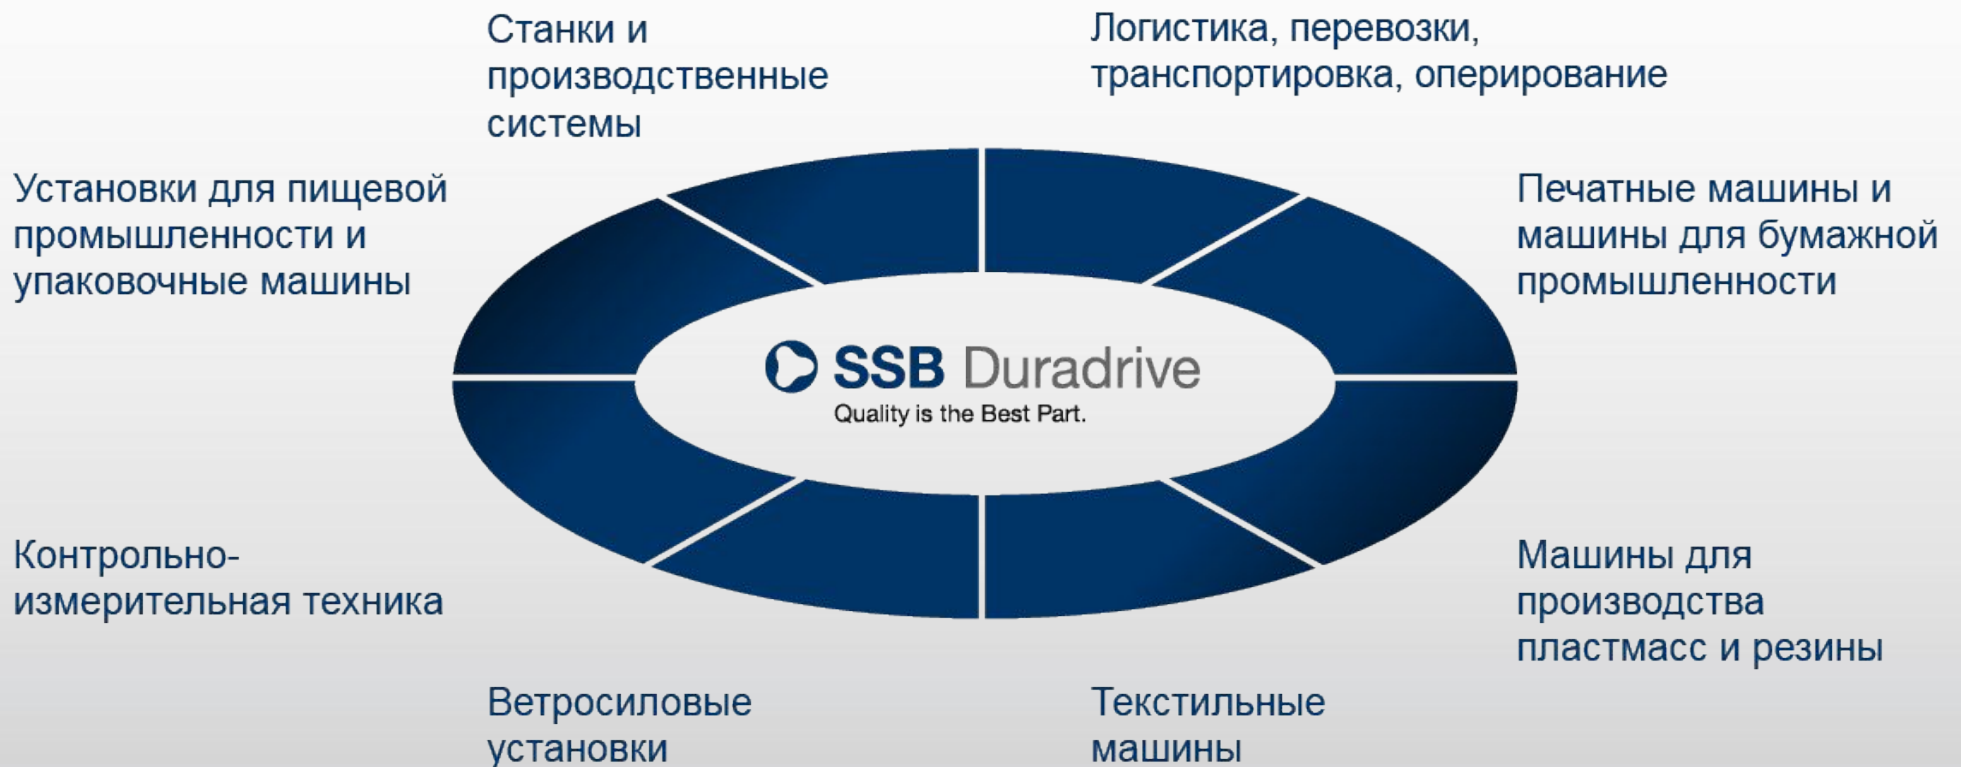 Станки и
производственные
системы
Логистика, перевозки,
транспортировка, оперирование
Установки для пищевой
промышленности и
упаковочные машины
Печатные машины и
машины для бумажной
промышленности
SSB Duradrive
Quality is the Best Part.
Контрольно-
измерительная техника
Машины для
производства
пластмасс и резины
Ветросиловые
установки
Текстильные
машины